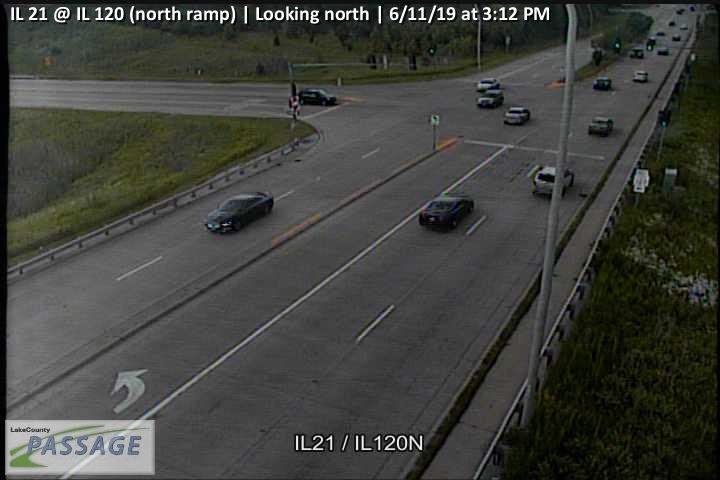 IL 21 @ IL 120 (north ramp) | Looking north | 6/11/19 at 3:12 PM
LakeCounty
PASSAGE
IL21 / IL120N